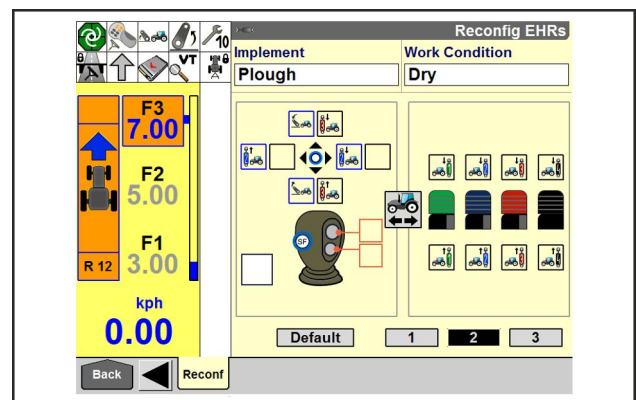 Reconfig EHRs
10
VT
Implement
Work Condition
Plough
Dry
F3
7.00
F2
5.00
F1
3.00
R 12
kph
0.00
SF
Default
1
2
3
Back
Reconf